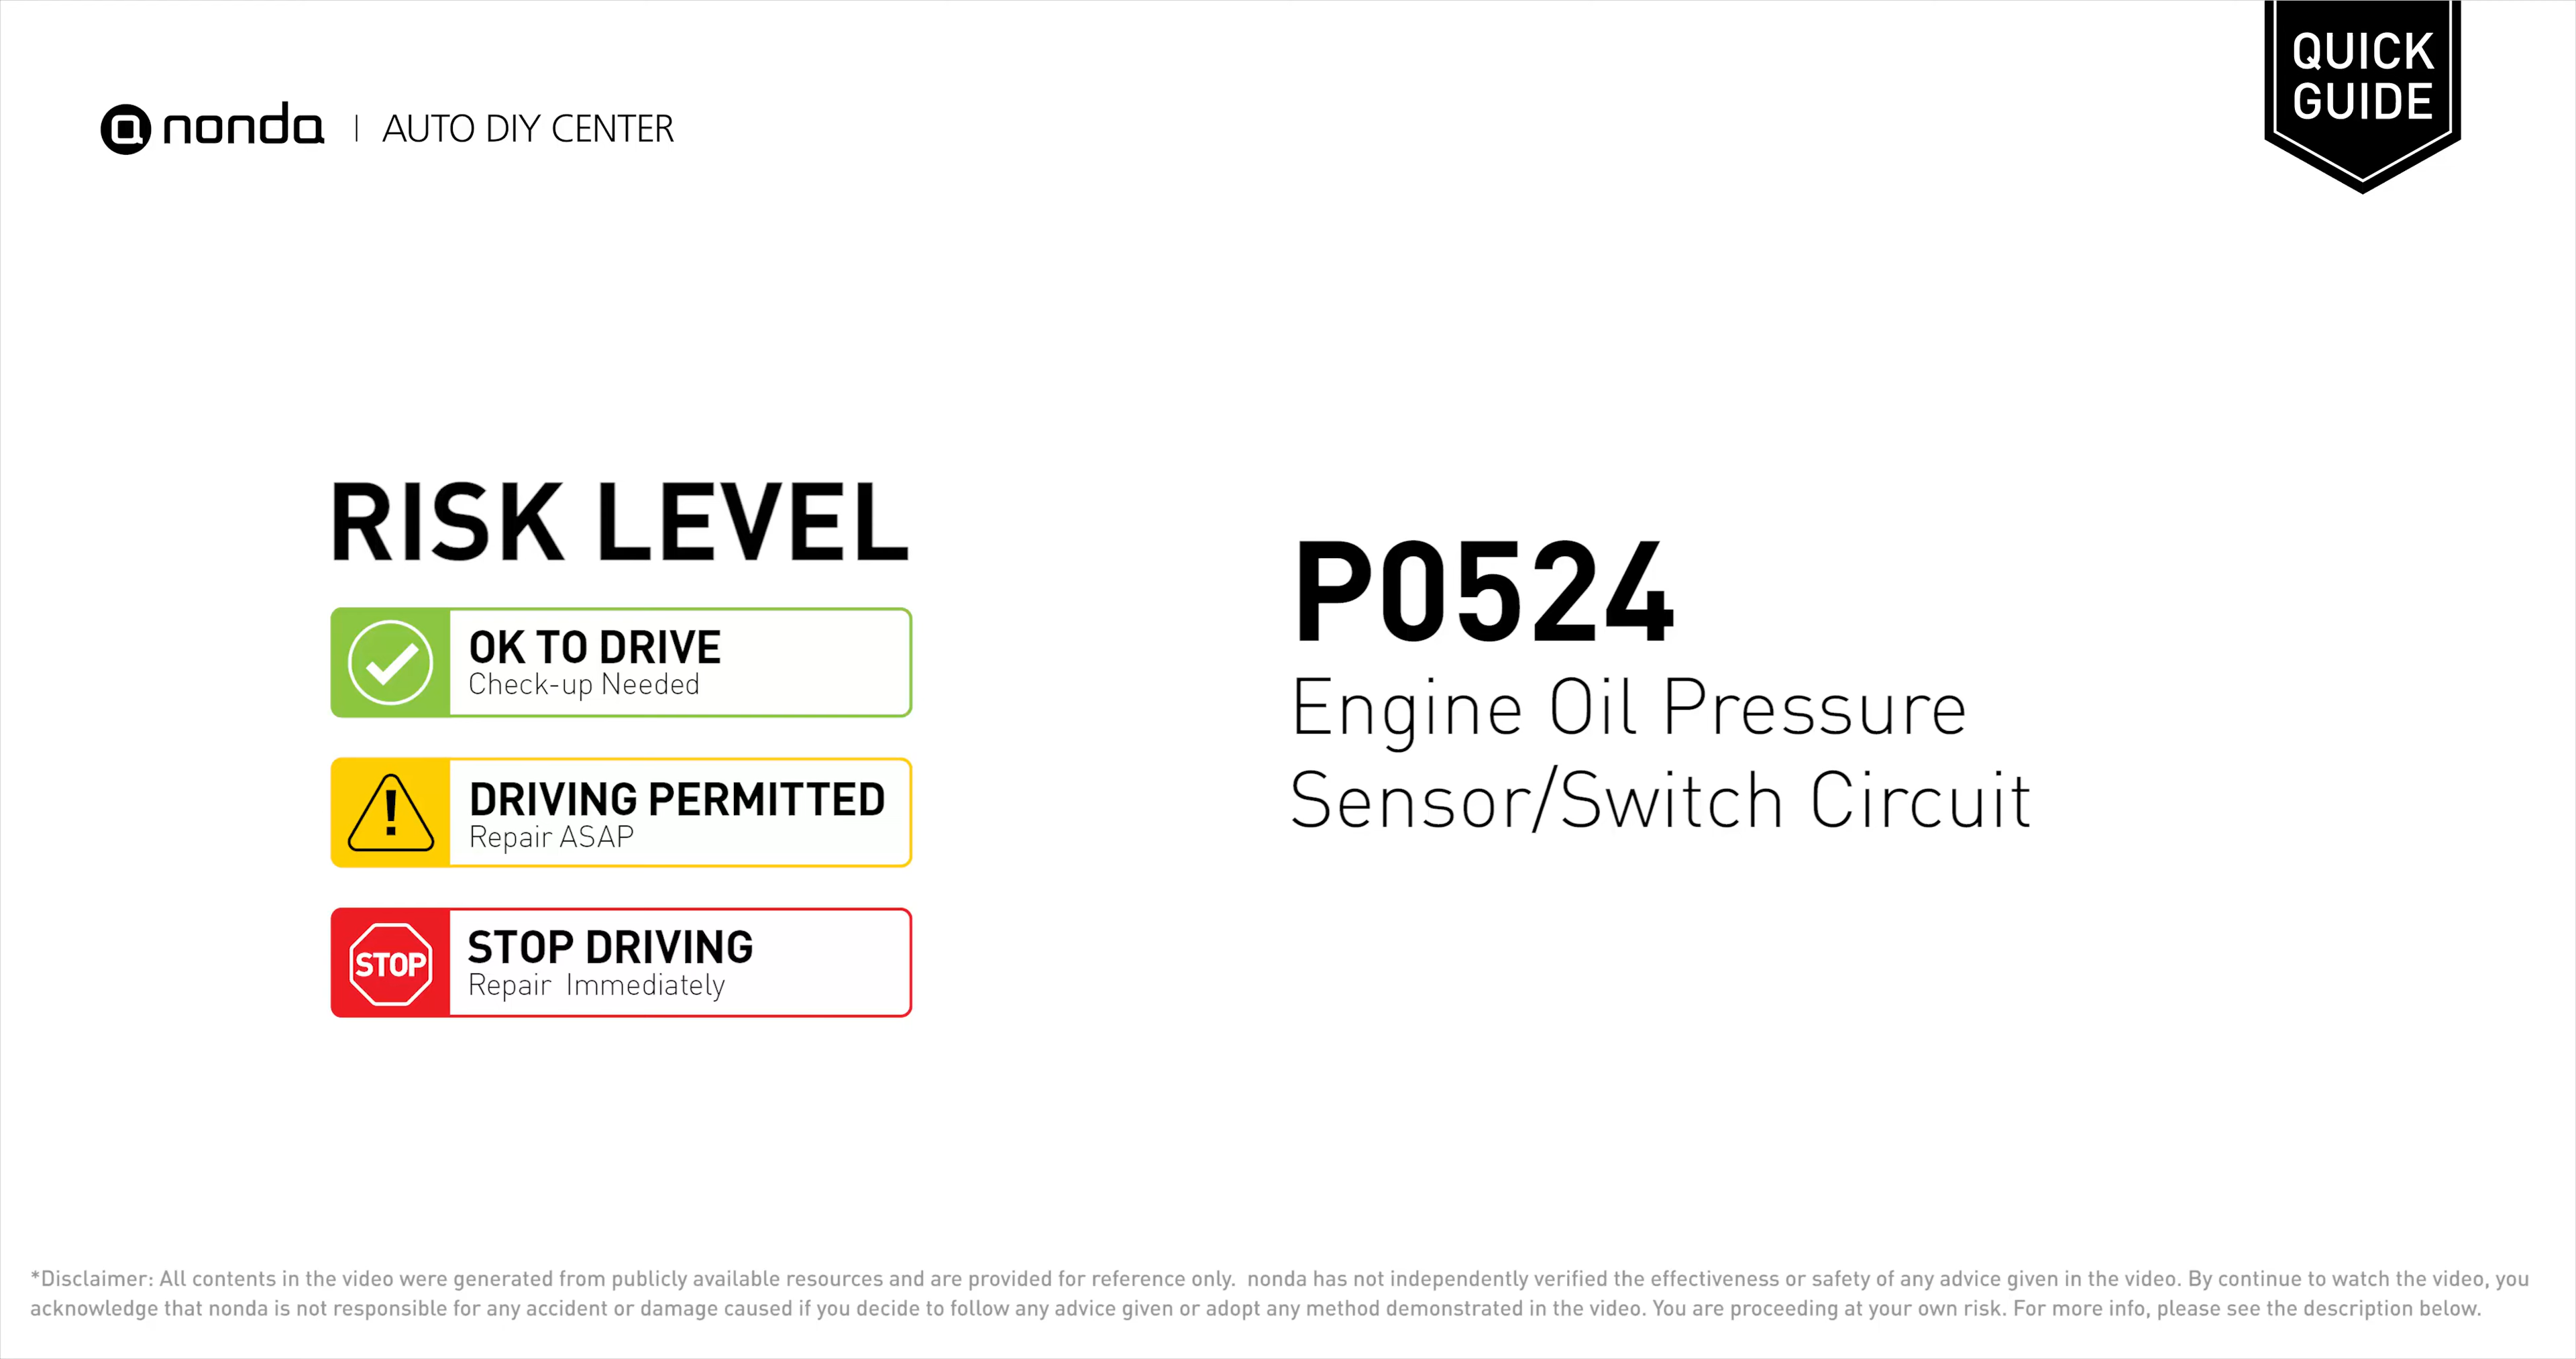 nonda | AUTO DIY CENTER
QUICK
GUIDE
RISK LEVEL
OK TO DRIVE
Check-up Needed
DRIVING PERMITTED
Repair ASAP
STOP
STOP DRIVING
Repair Immediately
P0524
Engine Oil Pressure
Sensor/Switch Circuit
*Disclaimer: All contents in the video were generated from publicly available resources and are provided for reference only. nonda has not independently verified the effectiveness or safety of any advice given in the video. By continue to watch the video, you
acknowledge that nonda is not responsible for any accident or damage caused if you decide to follow any advice given or adopt any method demonstrated in the video. You are proceeding at your own risk. For more info, please see the description below.